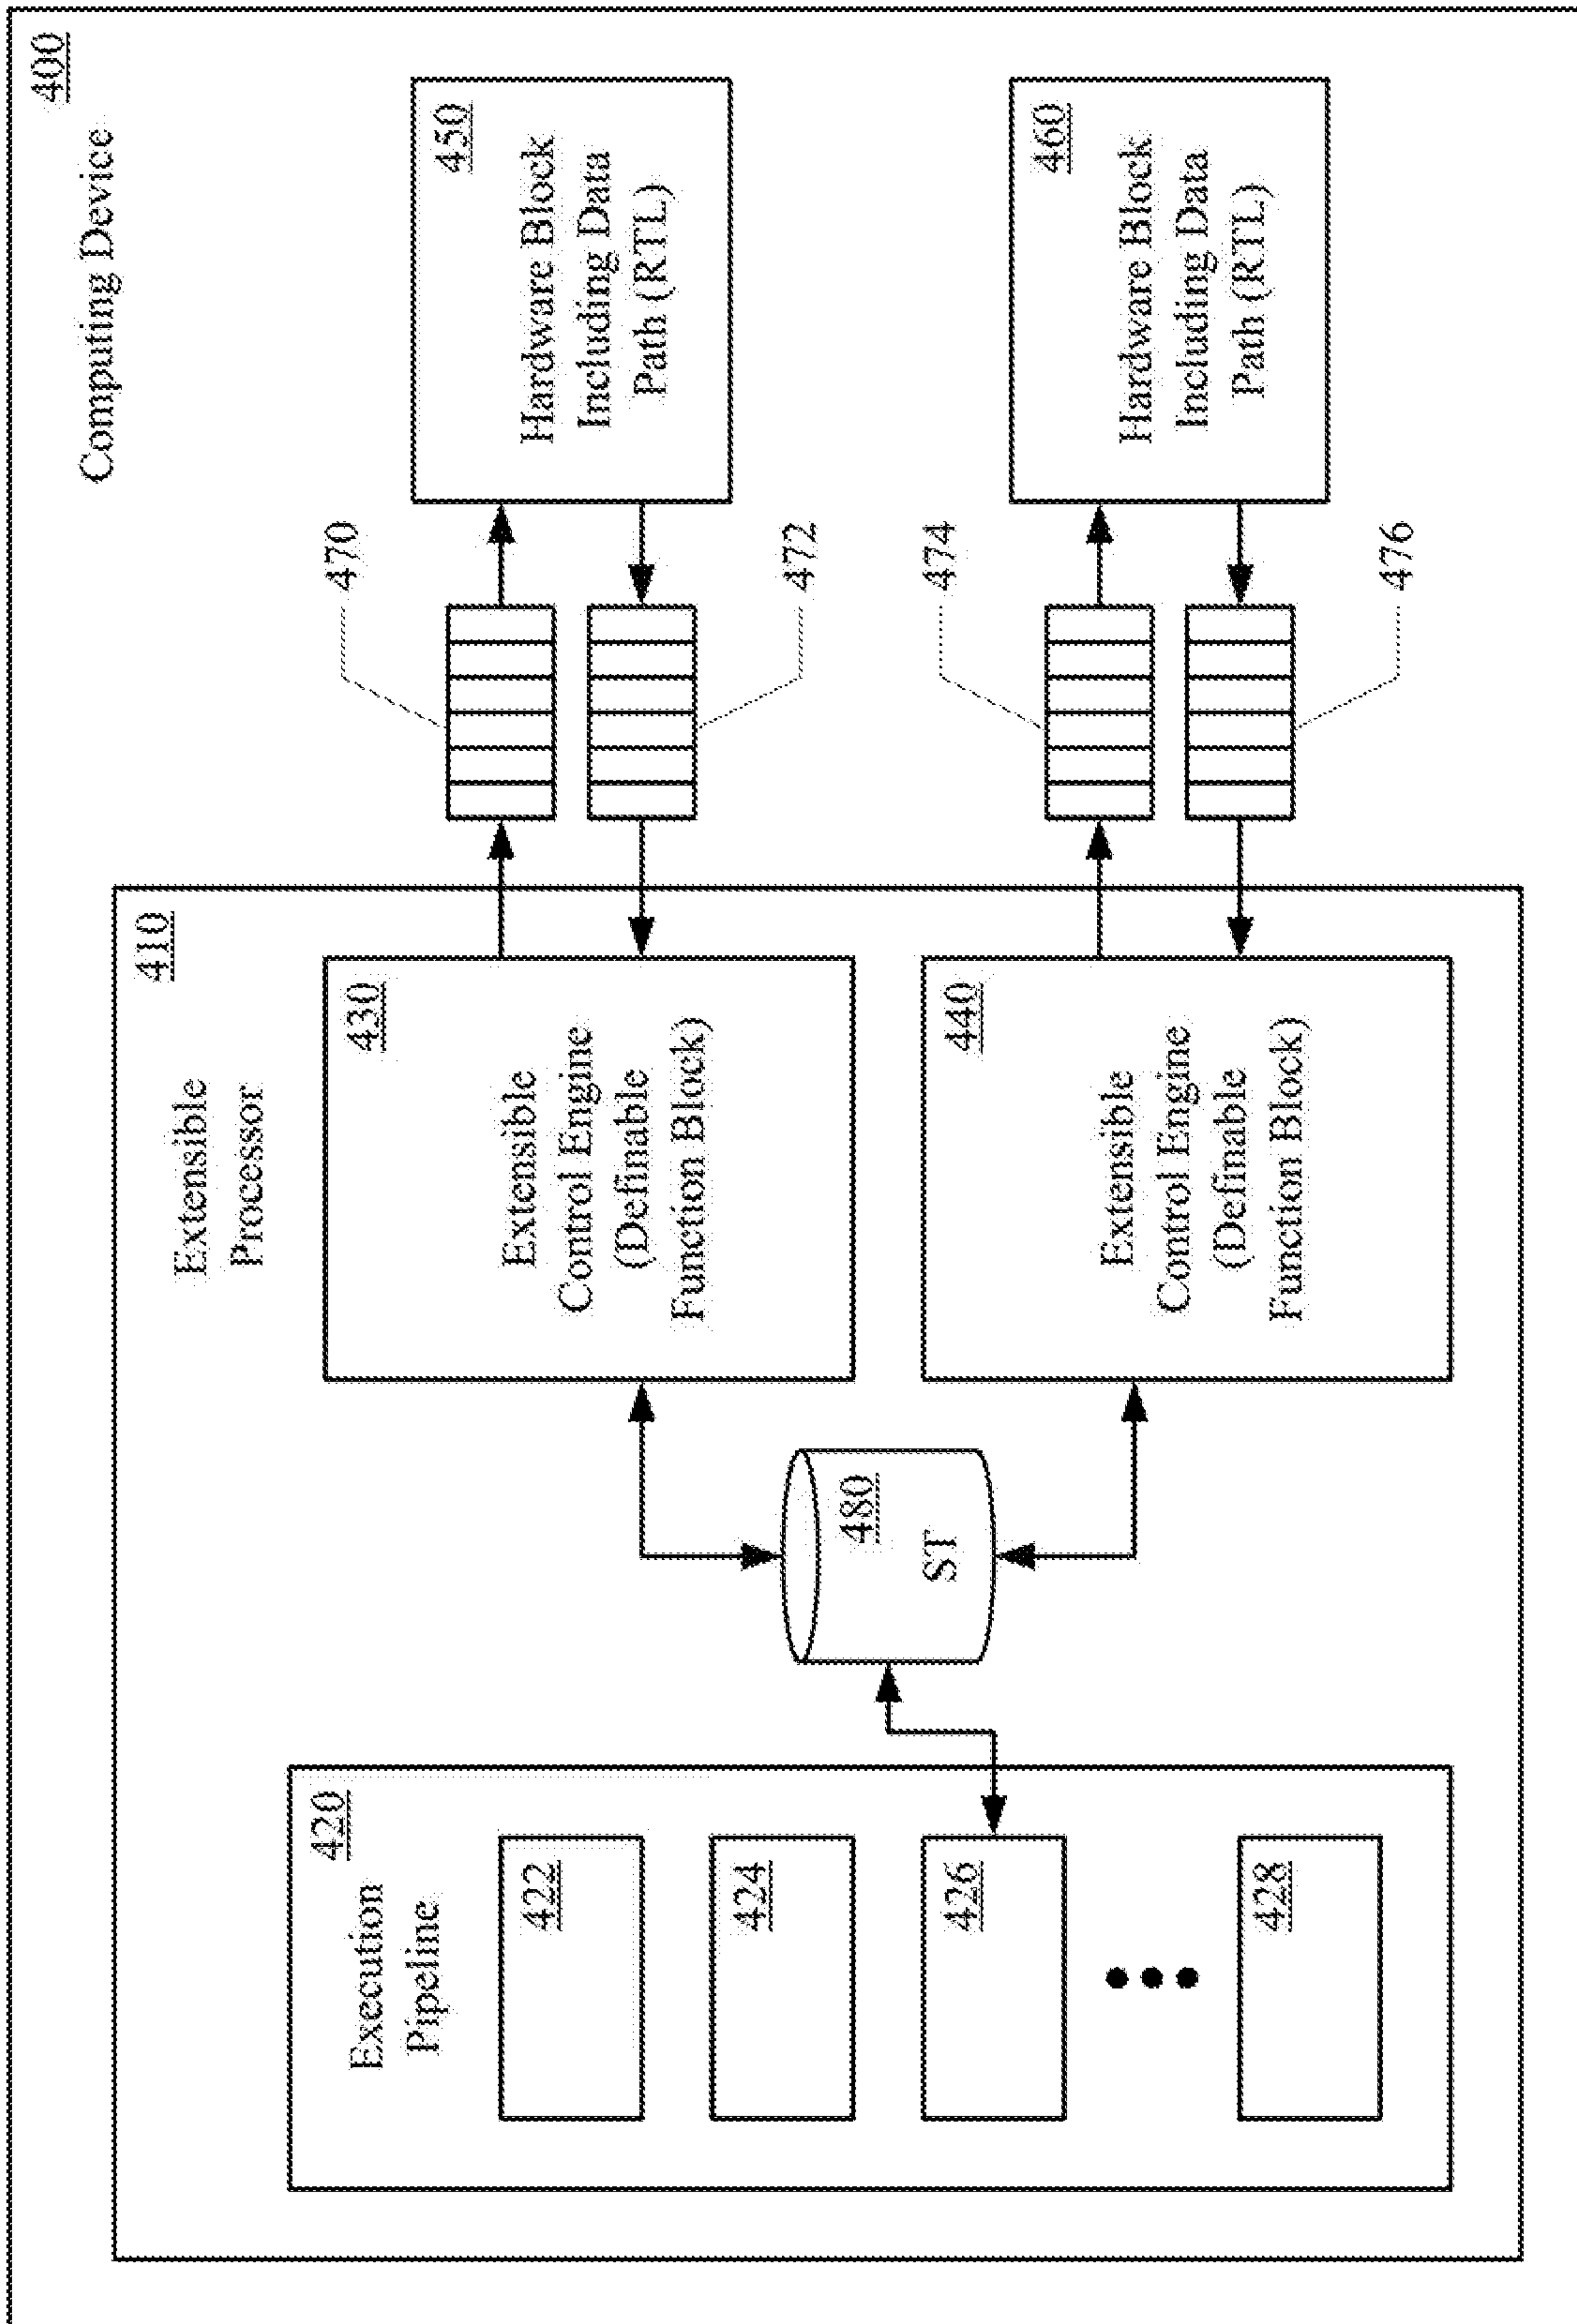 400
Computing Device
410
Extensible
Processor
420
Execution
Pipeline
422
424
426
428
480
ST
430
Extensible
Control Engine
(Definable
Function Block)
440
Extensible
Control Engine
(Definable
Function Block)
470
472
474
476
450
Hardware Block
Including Data
Path (RTL)
460
Hardware Block
Including Data
Path (RTL)